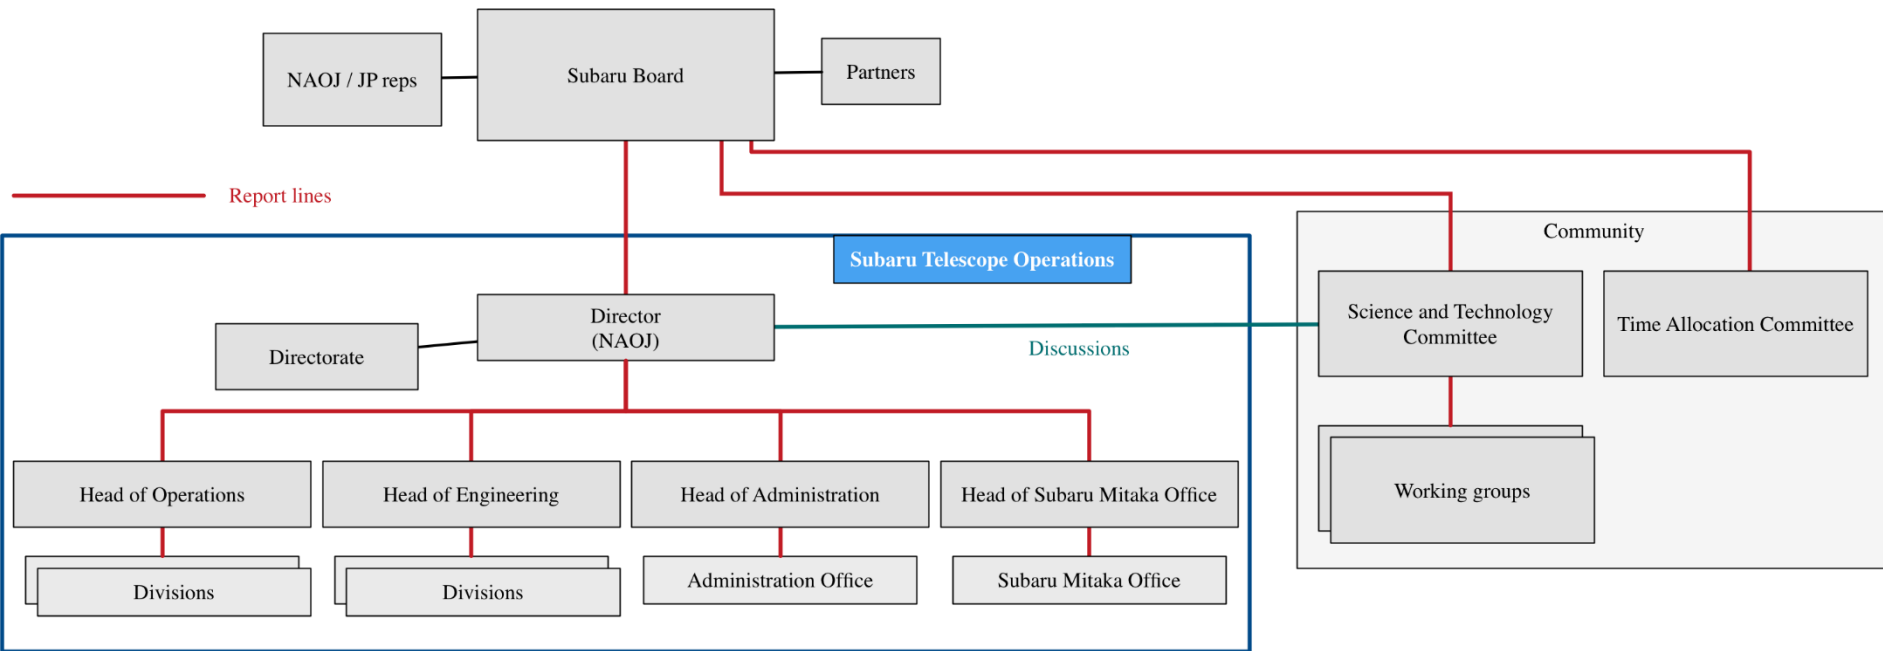 NAOJ / JP reps
Subaru Board
Partners
Report lines
Community
Subaru Telescope Operations
Director
(NAOJ)
Directorate
Discussions
Science and Technology
Committee
Time Allocation Committee
Head of Operations
Head of Engineering
Head of Administration
Head of Subaru Mitaka Office
Working groups
Divisions
Divisions
Administration Office
Subaru Mitaka Office